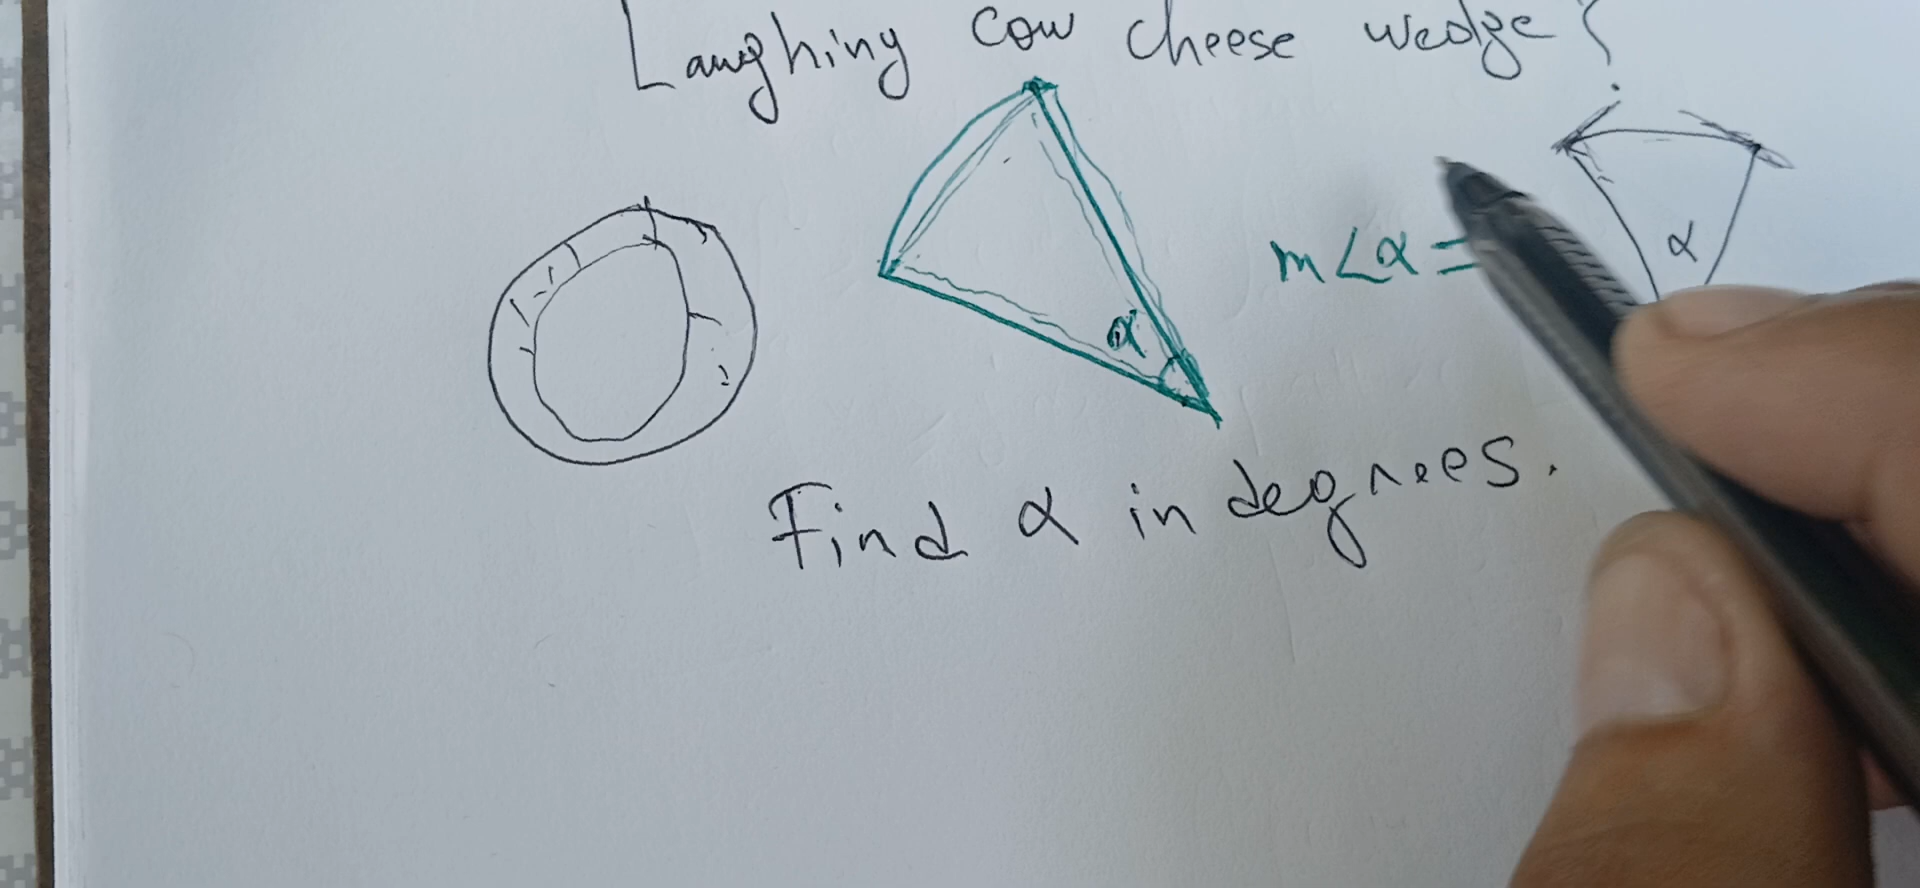 Laughing cow cheese wedge?
α
m∠α =
α
Find α in degrees.